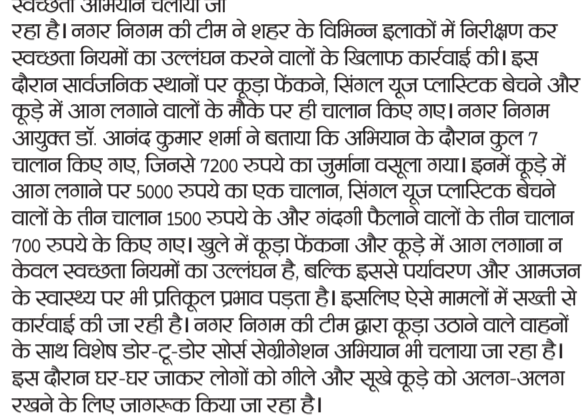 स्वच्छता अभियान चलाया जा
रहा है। नगर निगम की टीम ने शहर के विभिन्न इलाकों में निरीक्षण कर
स्वच्छता नियमों का उल्लंघन करने वालों के खिलाफ कार्रवाई की। इस
दौरान सार्वजनिक स्थानों पर कूड़ा फेंकने, सिंगल यूज प्लास्टिक बेचने और
कूड़े में आग लगाने वालों के मौके पर ही चालान किए गए। नगर निगम
आयुक्त डॉ. आनंद कुमार शर्मा ने बताया कि अभियान के दौरान कुल 7
चालान किए गए, जिनसे 7200 रुपये का जुर्माना वसूला गया। इनमें कूड़े में
आग लगाने पर 5000 रुपये का एक चालान, सिंगल यूज प्लास्टिक बेचने
वालों के तीन चालान 1500 रुपये के और गंदगी फैलाने वालों के तीन चालान
700 रुपये के किए गए। खुले में कूड़ा फेंकना और कूड़े में आग लगाना न
केवल स्वच्छता नियमों का उल्लंघन है, बल्कि इससे पर्यावरण और आमजन
के स्वास्थ्य पर भी प्रतिकूल प्रभाव पड़ता है। इसलिए ऐसे मामलों में सख्ती से
कार्रवाई की जा रही है। नगर निगम की टीम द्वारा कूड़ा उठाने वाले वाहनों
के साथ विशेष डोर-टू-डोर सोर्स सेग्रीगेशन अभियान भी चलाया जा रहा है।
इस दौरान घर-घर जाकर लोगों को गीले और सूखे कूड़े को अलग-अलग
रखने के लिए जागरूक किया जा रहा है।